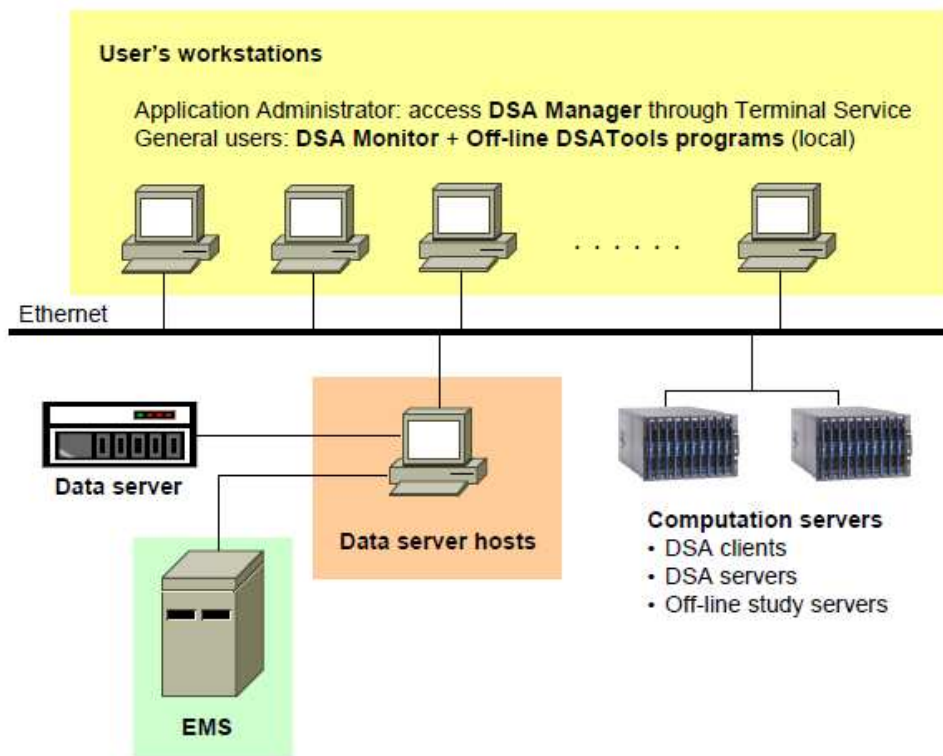 User's workstations
Application Administrator: access DSA Manager through Terminal Service
General users: DSA Monitor + Off-line DSATools programs (local)
. . . . . .
Ethernet
Data server
Data server hosts
EMS
Computation servers
• DSA clients
• DSA servers
• Off-line study servers